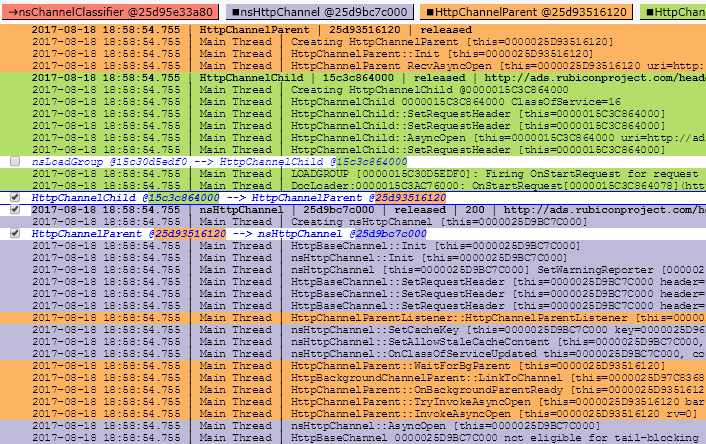 →nsChannelClassifier @25d95e33a80 ■nsHttpChannel @25d9bc7c000 ■HttpChannelParent @25d93516120 ■HttpChann
2017-08-18 18:58:54.755 | HttpChannelParent | 25d93516120 | released
2017-08-18 18:58:54.755 | Main Thread | Creating HttpChannelParent [this=0000025D93516120]
2017-08-18 18:58:54.755 | Main Thread | HttpChannelParent::Init [this=0000025D93516120]
2017-08-18 18:58:54.755 | Main Thread | HttpChannelParent RecvAsyncOpen [this=0000025D93516120 uri=http:
2017-08-18 18:58:54.755 | HttpChannelChild | 15c3c864000 | released | http://ads.rubiconproject.com/heade
2017-08-18 18:58:54.755 | Main Thread | Creating HttpChannelChild @0000015C3C864000
2017-08-18 18:58:54.755 | Main Thread | HttpChannelChild 0000015C3C864000 ClassOfService=16
2017-08-18 18:58:54.755 | Main Thread | HttpChannelChild::SetRequestHeader [this=0000015C3C864000]
2017-08-18 18:58:54.755 | Main Thread | HttpChannelChild::SetRequestHeader [this=0000015C3C864000]
2017-08-18 18:58:54.755 | Main Thread | HttpChannelChild::AsyncOpen [this=0000015C3C864000 uri=http://ad
nsLoadGroup @15c30d5edf0 --> HttpChannelChild @15c3c864000
2017-08-18 18:58:54.755 | Main Thread | LOADGROUP [0000015C30D5EDF0]: Firing OnStartRequest for request
2017-08-18 18:58:54.755 | Main Thread | DocLoader:0000015C3AC76000: OnStartRequest[0000015C3C864078](htt
HttpChannelChild @15c3c864000 --> HttpChannelParent @25d93516120
2017-08-18 18:58:54.755 | nsHttpChannel | 25d9bc7c000 | released | 200 | http://ads.rubiconproject.com/he
2017-08-18 18:58:54.755 | Main Thread | Creating nsHttpChannel [this=0000025D9BC7C000]
HttpChannelParent @25d93516120 --> nsHttpChannel @25d9bc7c000
2017-08-18 18:58:54.755 | Main Thread | HttpBaseChannel::Init [this=0000025D9BC7C000]
2017-08-18 18:58:54.755 | Main Thread | nsHttpChannel::Init [this=0000025D9BC7C000]
2017-08-18 18:58:54.755 | Main Thread | nsHttpChannel [this=0000025D9BC7C000] SetWarningReporter [000002
2017-08-18 18:58:54.755 | Main Thread | HttpBaseChannel::SetRequestHeader [this=0000025D9BC7C000 header=
2017-08-18 18:58:54.755 | Main Thread | HttpBaseChannel::SetRequestHeader [this=0000025D9BC7C000 header=
2017-08-18 18:58:54.755 | Main Thread | HttpBaseChannel::SetRequestHeader [this=0000025D9BC7C000 header=
2017-08-18 18:58:54.755 | Main Thread | HttpChannelParentListener::HttpChannelParentListener [this=00000
2017-08-18 18:58:54.755 | Main Thread | nsHttpChannel::SetCacheKey [this=0000025D9BC7C000 key=0000025D96
2017-08-18 18:58:54.755 | Main Thread | nsHttpChannel::SetAllowStaleCacheContent [this=0000025D9BC7C000,
2017-08-18 18:58:54.755 | Main Thread | nsHttpChannel::OnClassOfServiceUpdated this=0000025D9BC7C000, co
2017-08-18 18:58:54.755 | Main Thread | HttpChannelParent::WaitForBgParent [this=0000025D93516120]
2017-08-18 18:58:54.755 | Main Thread | HttpBackgroundChannelParent::LinkToChannel [this=0000025D97C8368
2017-08-18 18:58:54.755 | Main Thread | HttpChannelParent::OnBackgroundParentReady [this=0000025D9351612
2017-08-18 18:58:54.755 | Main Thread | HttpChannelParent::TryInvokeAsyncOpen [this=0000025D93516120 bar
2017-08-18 18:58:54.755 | Main Thread | HttpChannelParent::InvokeAsyncOpen [this=0000025D93516120 rv=0]
2017-08-18 18:58:54.755 | Main Thread | nsHttpChannel::AsyncOpen [this=0000025D9BC7C000]
2017-08-18 18:58:54.755 | Main Thread | HttpBaseChannel 0000025D9BC7C000 not eligible for tail-blocking